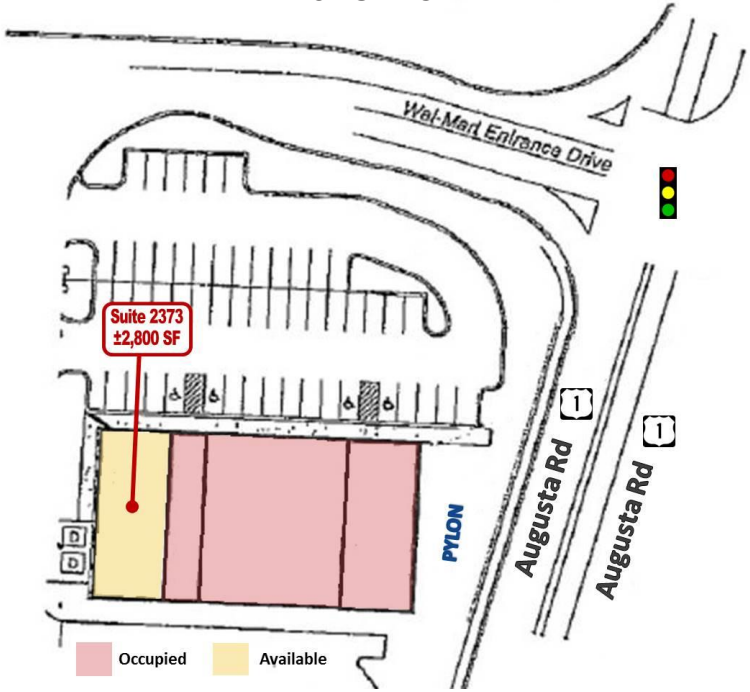 Wal-Mart Entrance Drive
Suite 2373
±2,800 SF
1
1
Augusta Rd
Augusta Rd
PYLON
D
D
Occupied
Available